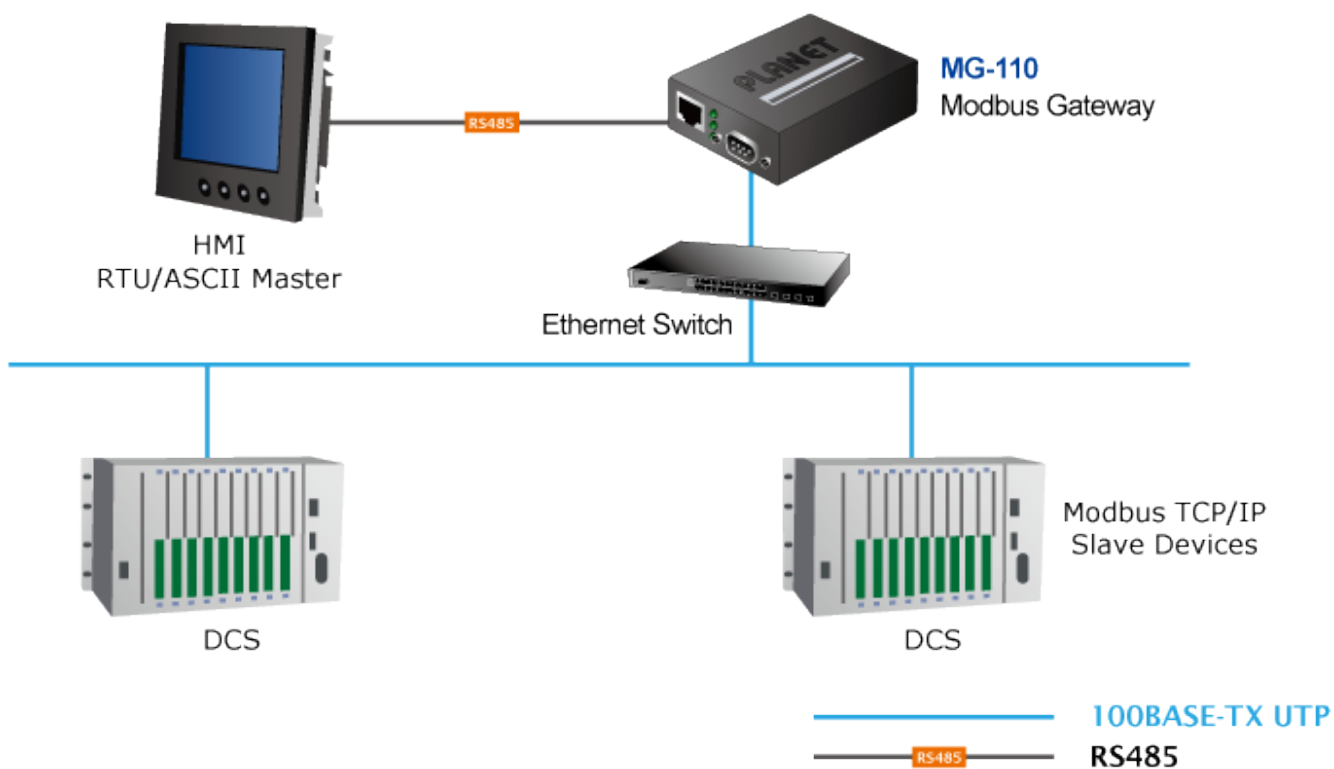 PLANET
MG-110
Modbus Gateway
RS485
HMI
RTU/ASCII Master
Ethernet Switch
Modbus TCP/IP
Slave Devices
DCS
DCS
100BASE-TX UTP
RS485
RS485